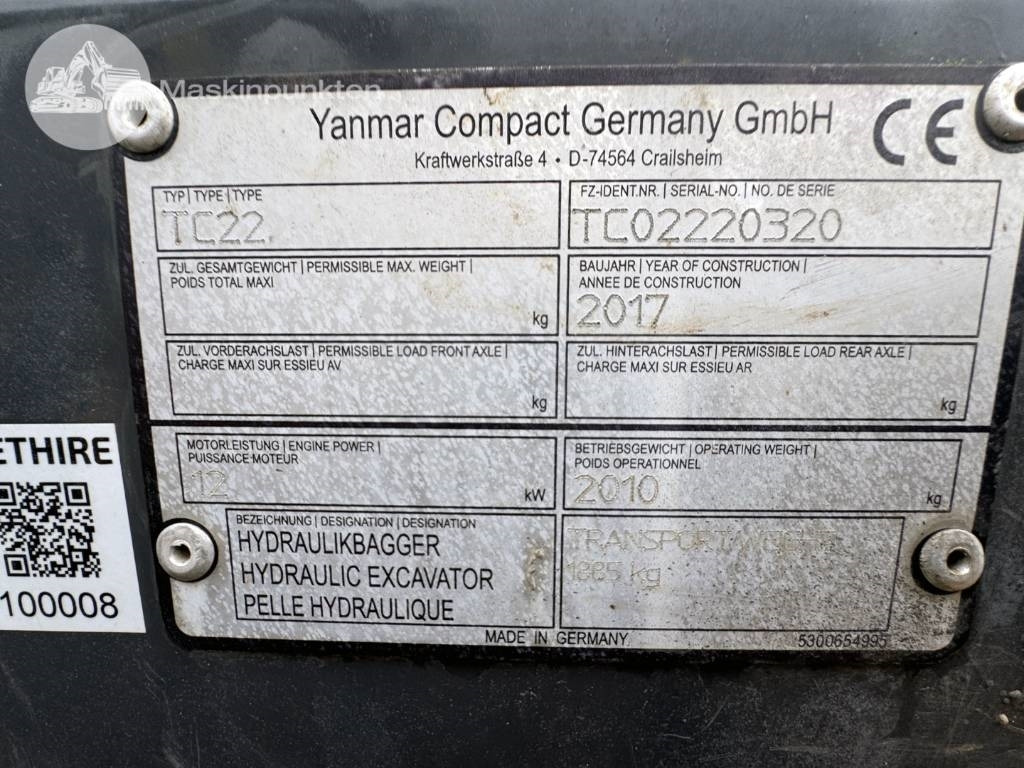 Maskinpunkten
Yanmar Compact Germany GmbH
CE
Kraftwerkstraße 4 • D-74564 Crailsheim
TYP | TYPE | TYPE
TC22
FZ-IDENT.NR. | SERIAL-NO. | NO. DE SERIE
TC02220320
ZUL. GESAMTGEWICHT | PERMISSIBLE MAX. WEIGHT |
POIDS TOTAL MAXI
kg
BAUJAHR | YEAR OF CONSTRUCTION |
ANNEE DE CONSTRUCTION
2017
ZUL. VORDERACHSLAST | PERMISSIBLE LOAD FRONT AXLE |
CHARGE MAXI SUR ESSIEU AV
kg
ZUL. HINTERACHSLAST | PERMISSIBLE LOAD REAR AXLE |
CHARGE MAXI SUR ESSIEU AR
kg
MOTORLEISTUNG | ENGINE POWER |
PUISSANCE MOTEUR
12
kW
BETRIEBSGEWICHT | OPERATING WEIGHT |
POIDS OPERATIONNEL
2010
kg
BEZEICHNUNG | DESIGNATION | DESIGNATION
HYDRAULIKBAGGER
HYDRAULIC EXCAVATOR
PELLE HYDRAULIQUE
kg
MADE IN GERMANY
5300654995
ETHIRE
100008